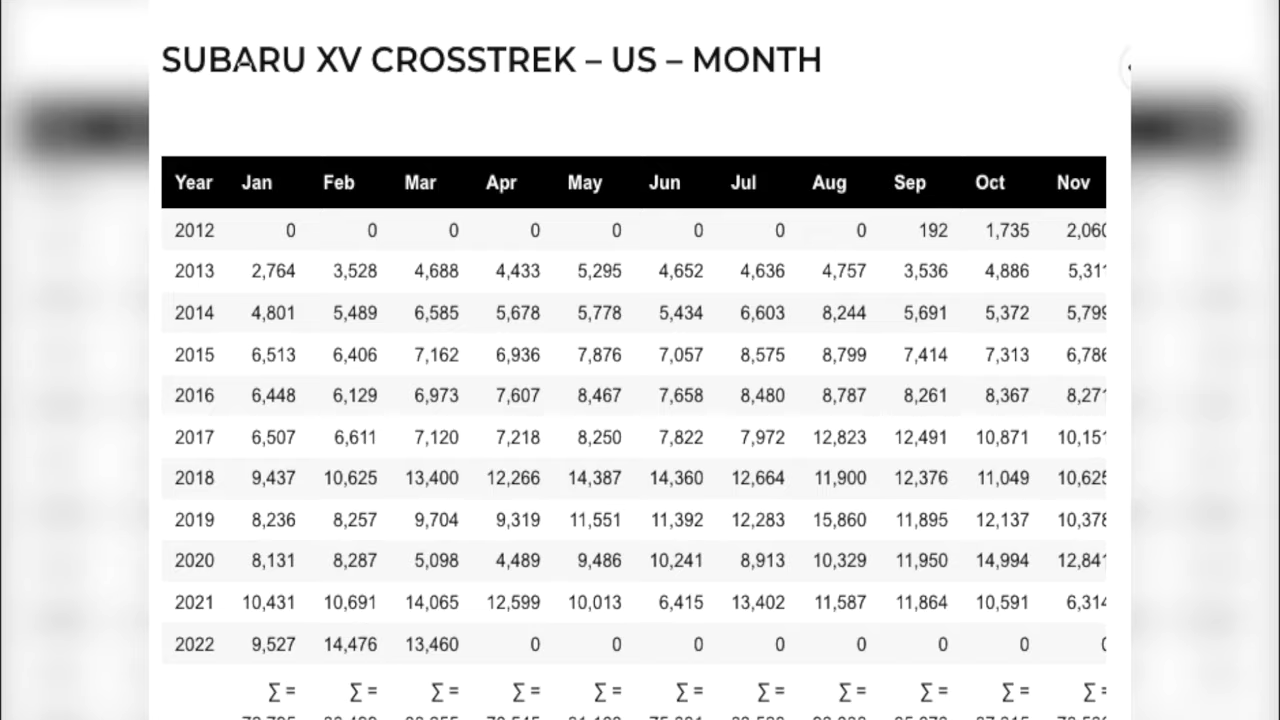 SUBARU XV CROSSTREK – US – MONTH
Year Jan Feb Mar Apr May Jun Jul Aug Sep Oct Nov
2012 0 0 0 0 0 0 0 0 192 1,735 2,060
2013 2,764 3,528 4,688 4,433 5,295 4,652 4,636 4,757 3,536 4,886 5,311
2014 4,801 5,489 6,585 5,678 5,778 5,434 6,603 8,244 5,691 5,372 5,799
2015 6,513 6,406 7,162 6,936 7,876 7,057 8,575 8,799 7,414 7,313 6,786
2016 6,448 6,129 6,973 7,607 8,467 7,658 8,480 8,787 8,261 8,367 8,271
2017 6,507 6,611 7,120 7,218 8,250 7,822 7,972 12,823 12,491 10,871 10,151
2018 9,437 10,625 13,400 12,266 14,387 14,360 12,664 11,900 12,376 11,049 10,625
2019 8,236 8,257 9,704 9,319 11,551 11,392 12,283 15,860 11,895 12,137 10,378
2020 8,131 8,287 5,098 4,489 9,486 10,241 8,913 10,329 11,950 14,994 12,841
2021 10,431 10,691 14,065 12,599 10,013 6,415 13,402 11,587 11,864 10,591 6,314
2022 9,527 14,476 13,460 0 0 0 0 0 0 0 0
∑ = ∑ = ∑ = ∑ = ∑ = ∑ = ∑ = ∑ = ∑ = ∑ = ∑ =